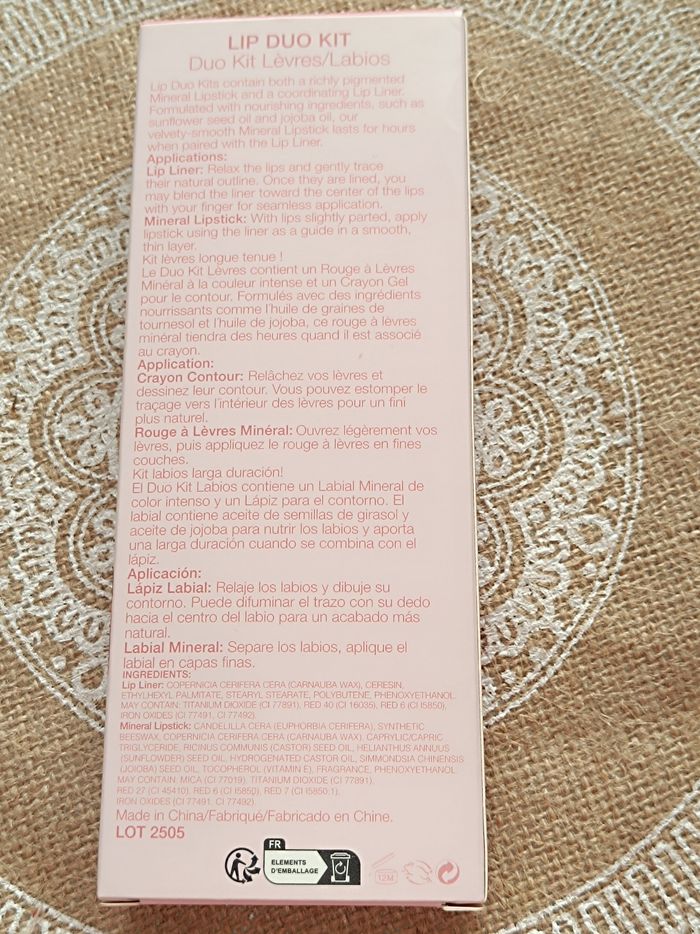 LIP DUO KIT
Duo Kit Lèvres/Labios
Lip Duo Kits contain both a richly pigmented
Mineral Lipstick and a coordinating Lip Liner.
Formulated with nourishing ingredients, such as
sunflower seed oil and jojoba oil, our
velvety-smooth Mineral Lipstick lasts for hours
when paired with the Lip Liner.
Applications:
Lip Liner: Relax the lips and gently trace
their natural outline. Once they are lined, you
may blend the liner toward the center of the lips
with your finger for seamless application.
Mineral Lipstick: With lips slightly parted, apply
lipstick using the liner as a guide in a smooth,
thin layer.
Kit lèvres longue tenue !
Le Duo Kit Lèvres contient un Rouge à Lèvres
Minéral à la couleur intense et un Crayon Gel
pour le contour. Formulés avec des ingrédients
nourrissants comme l'huile de graines de
tournesol et l'huile de jojoba, ce rouge à lèvres
minéral tiendra des heures quand il est associé
au crayon.
Application:
Crayon Contour: Relâchez vos lèvres et
dessinez leur contour. Vous pouvez estomper le
traçage vers l'intérieur des lèvres pour un fini
plus naturel.
Rouge à Lèvres Minéral: Ouvrez légérement vos
lèvres, puis appliquez le rouge à lèvres en fines
couches.
Kit labios larga duración!
El Duo Kit Labios contiene un Labial Mineral de
color intenso y un Lápiz para el contorno. El
labial contiene aceite de semillas de girasol y
aceite de jojoba para nutrir los labios y aporta
una larga duración cuando se combina con el
lápiz.
Aplicación:
Lápiz Labial: Relaje los labios y dibuje su
contorno. Puede difuminar el trazo con su dedo
hacia el centro del labio para un acabado más
natural.
Labial Mineral: Separe los labios, aplique el
labial en capas finas.
INGREDIENTS:
Lip Liner: COPERNICIA CERIFERA CERA (CARNAUBA WAX), CERESIN,
ETHYLHEXYL PALMITATE, STEARYL STEARATE, POLYBUTENE, PHENOXYETHANOL.
MAY CONTAIN: TITANIUM DIOXIDE (CI 77891), RED 40 (CI 16035), RED 6 (CI I5850),
IRON OXIDES (CI 77491, CI 77492).
Mineral Lipstick: CANDELILLA CERA (EUPHORBIA CERIFERA), SYNTHETIC
BEESWAX, COPERNICIA CERIFERA CERA (CARNAUBA WAX), CAPRYLIC/CAPRIC
TRIGLYCERIDE, RICINUS COMMUNIS (CASTOR) SEED OIL, HELIANTHUS ANNUUS
(SUNFLOWDER) SEED OIL, HYDROGENATED CASTOR OIL, SIMMONDSIA CHINENSIS
(JOJOBA) SEED OIL, TOCOPHEROL (VITAMIN E), FRAGRANCE, PHENOXYETHANOL.
MAY CONTAIN: MICA (CI 77019), TITANIUM DIOXIDE (CI 77891),
RED 27 (CI 45410), RED 6 (CI I5850), RED 7 (CI I5850:1),
IRON OXIDES (CI 77491, CI 77492).
Made in China/Fabriqué/Fabricado en Chine.
LOT 2505
FR
ELEMENTS
D'EMBALLAGE
12M